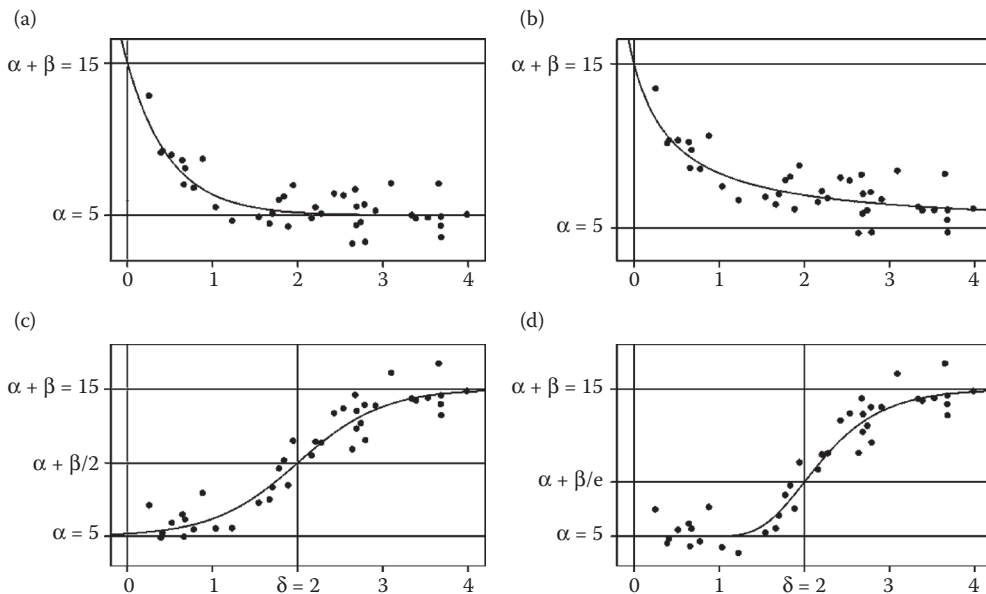 (a)
α + β = 15
α = 5
0 1 2 3 4
(b)
α + β = 15
α = 5
0 1 2 3 4
(c)
α + β = 15
α + β/2
α = 5
0 1 δ = 2 3 4
(d)
α + β = 15
α + β/e
α = 5
0 1 δ = 2 3 4